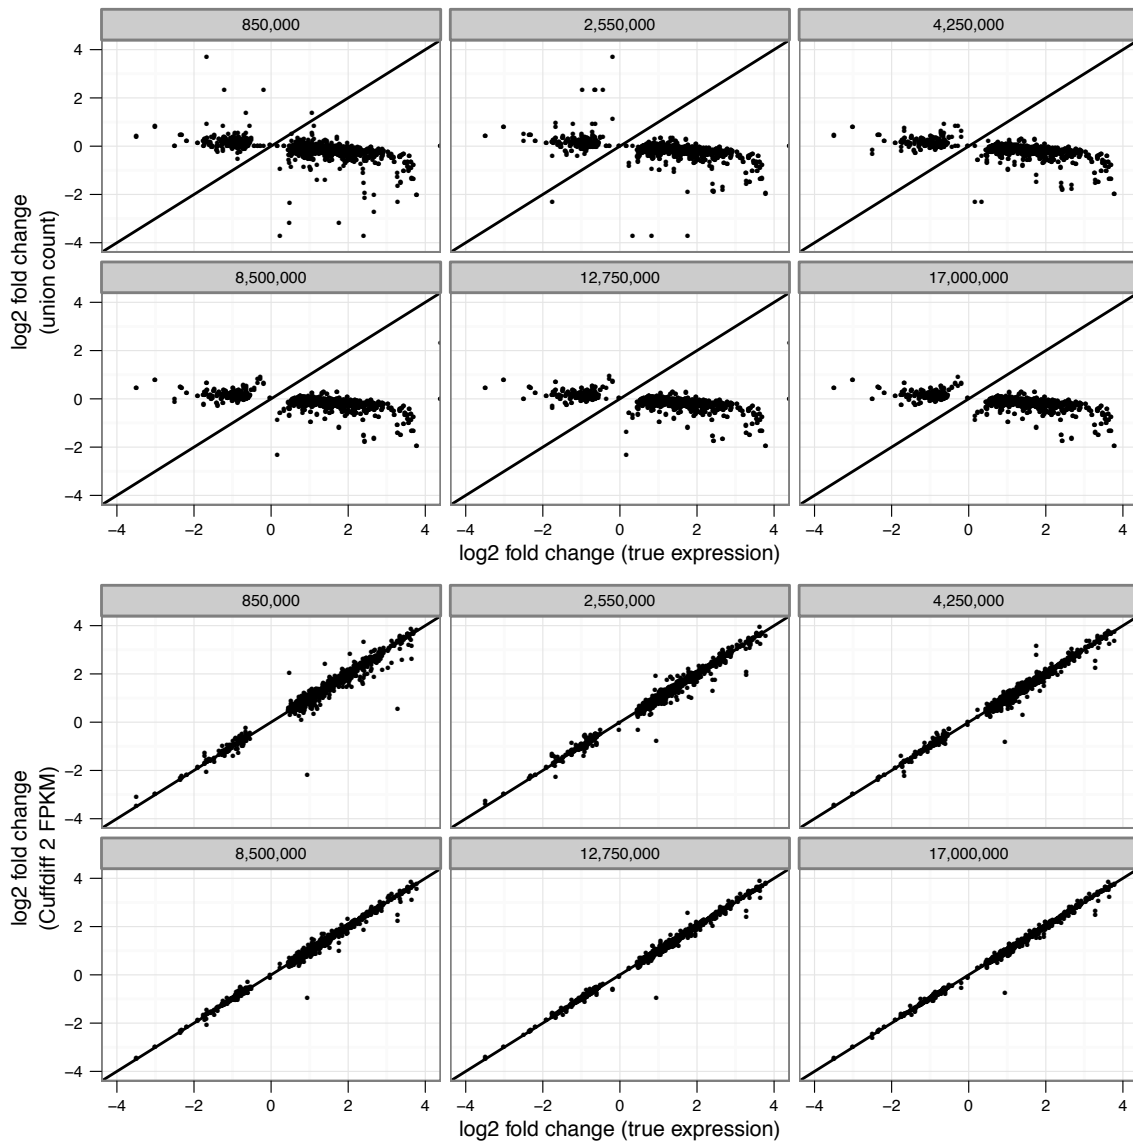 850,000 2,550,000 4,250,000
4
2
0
−2
−4
8,500,000 12,750,000 17,000,000
4
2
0
−2
−4
−4 −2 0 2 4 −4 −2 0 2 4 −4 −2 0 2 4
log2 fold change (true expression)
log2 fold change
(union count)
850,000 2,550,000 4,250,000
4
2
0
−2
−4
8,500,000 12,750,000 17,000,000
4
2
0
−2
−4
−4 −2 0 2 4 −4 −2 0 2 4 −4 −2 0 2 4
log2 fold change (true expression)
log2 fold change
(Cuffdiff 2 FPKM)